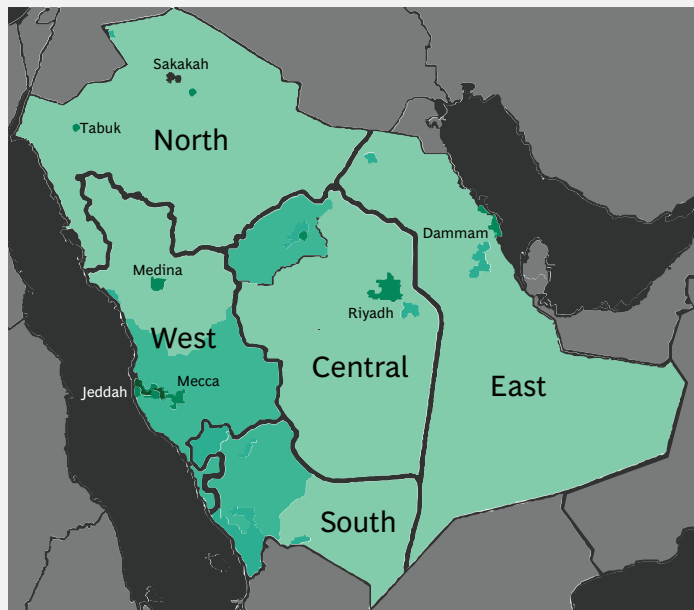 Sakakah
Tabuk
North
Medina
Dammam
West
Riyadh
Jeddah
Mecca
Central
East
South